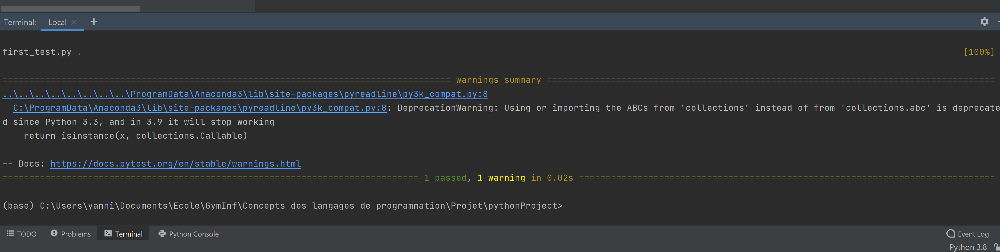 Terminal: Local × +
first_test.py . [100%]
==================================================================================== warnings summary ====================================================================================
..\..\..\..\..\..\..\..\ProgramData\Anaconda3\lib\site-packages\pyreadline\py3k_compat.py:8
C:\ProgramData\Anaconda3\lib\site-packages\pyreadline\py3k_compat.py:8: DeprecationWarning: Using or importing the ABCs from 'collections' instead of from 'collections.abc' is deprecate
d since Python 3.3, and in 3.9 it will stop working
return isinstance(x, collections.Callable)
-- Docs: https://docs.pytest.org/en/stable/warnings.html
============================================================================== 1 passed, 1 warning in 0.02s ==============================================================================
(base) C:\Users\yanni\Documents\Ecole\GymInf\Concepts des langages de programmation\Projet\pythonProject>
TODO Problems Terminal Python Console Event Log
Python 3.8